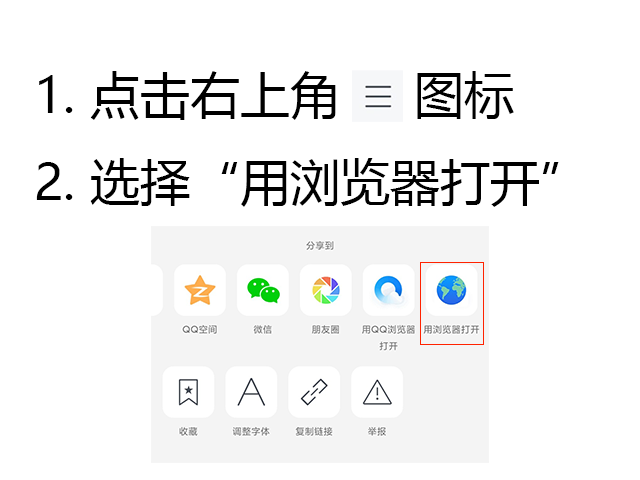 1. 点击右上角 图标
2. 选择“用浏览器打开”
分享到
QQ空间 微信 朋友圈 用QQ浏览器 用浏览器打开
打开
收藏 调整字体 复制链接 举报